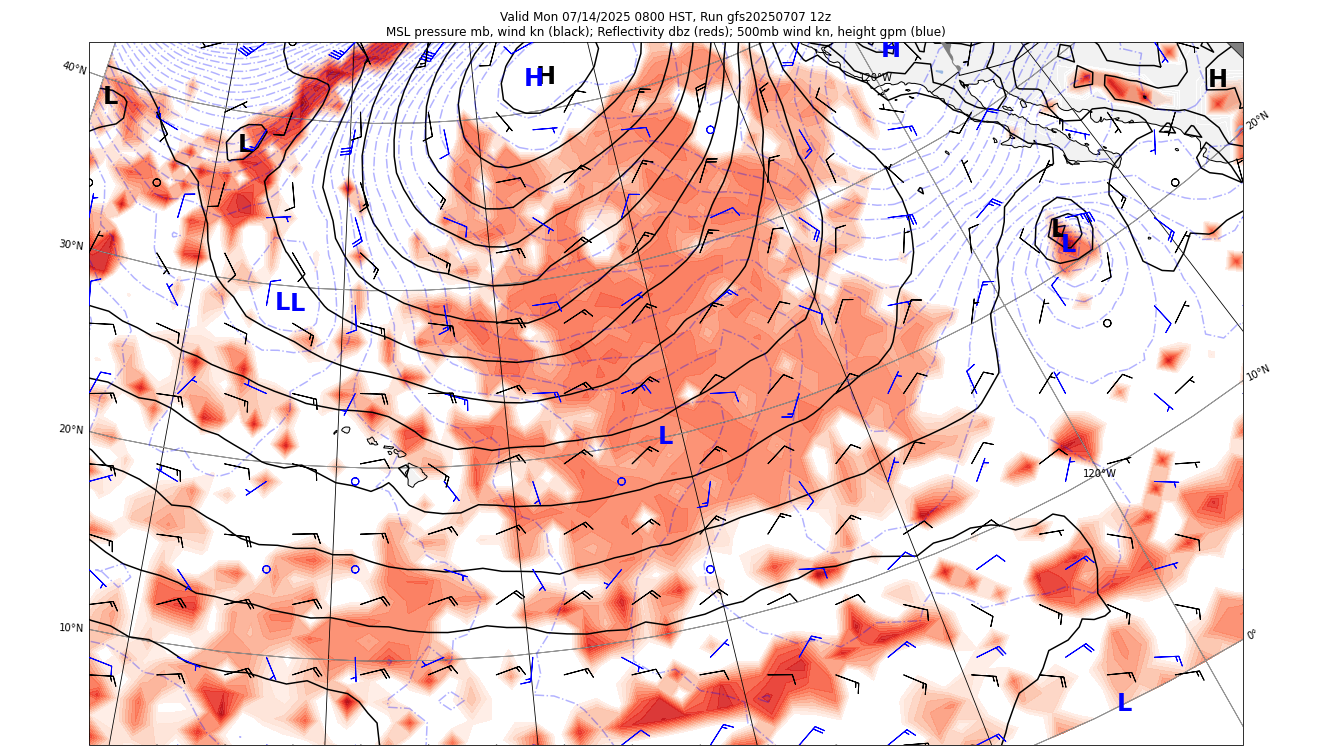 Valid Mon 07/14/2025 0800 HST, Run gfs20250707 12z
MSL pressure mb, wind kn (black); Reflectivity dbz (reds); 500mb wind kn, height gpm (blue)
H
HH
H
40°N
120°W
L
20°N
L
L
L
30°N
LL
10°N
20°N
L
120°W
10°N
0°
L